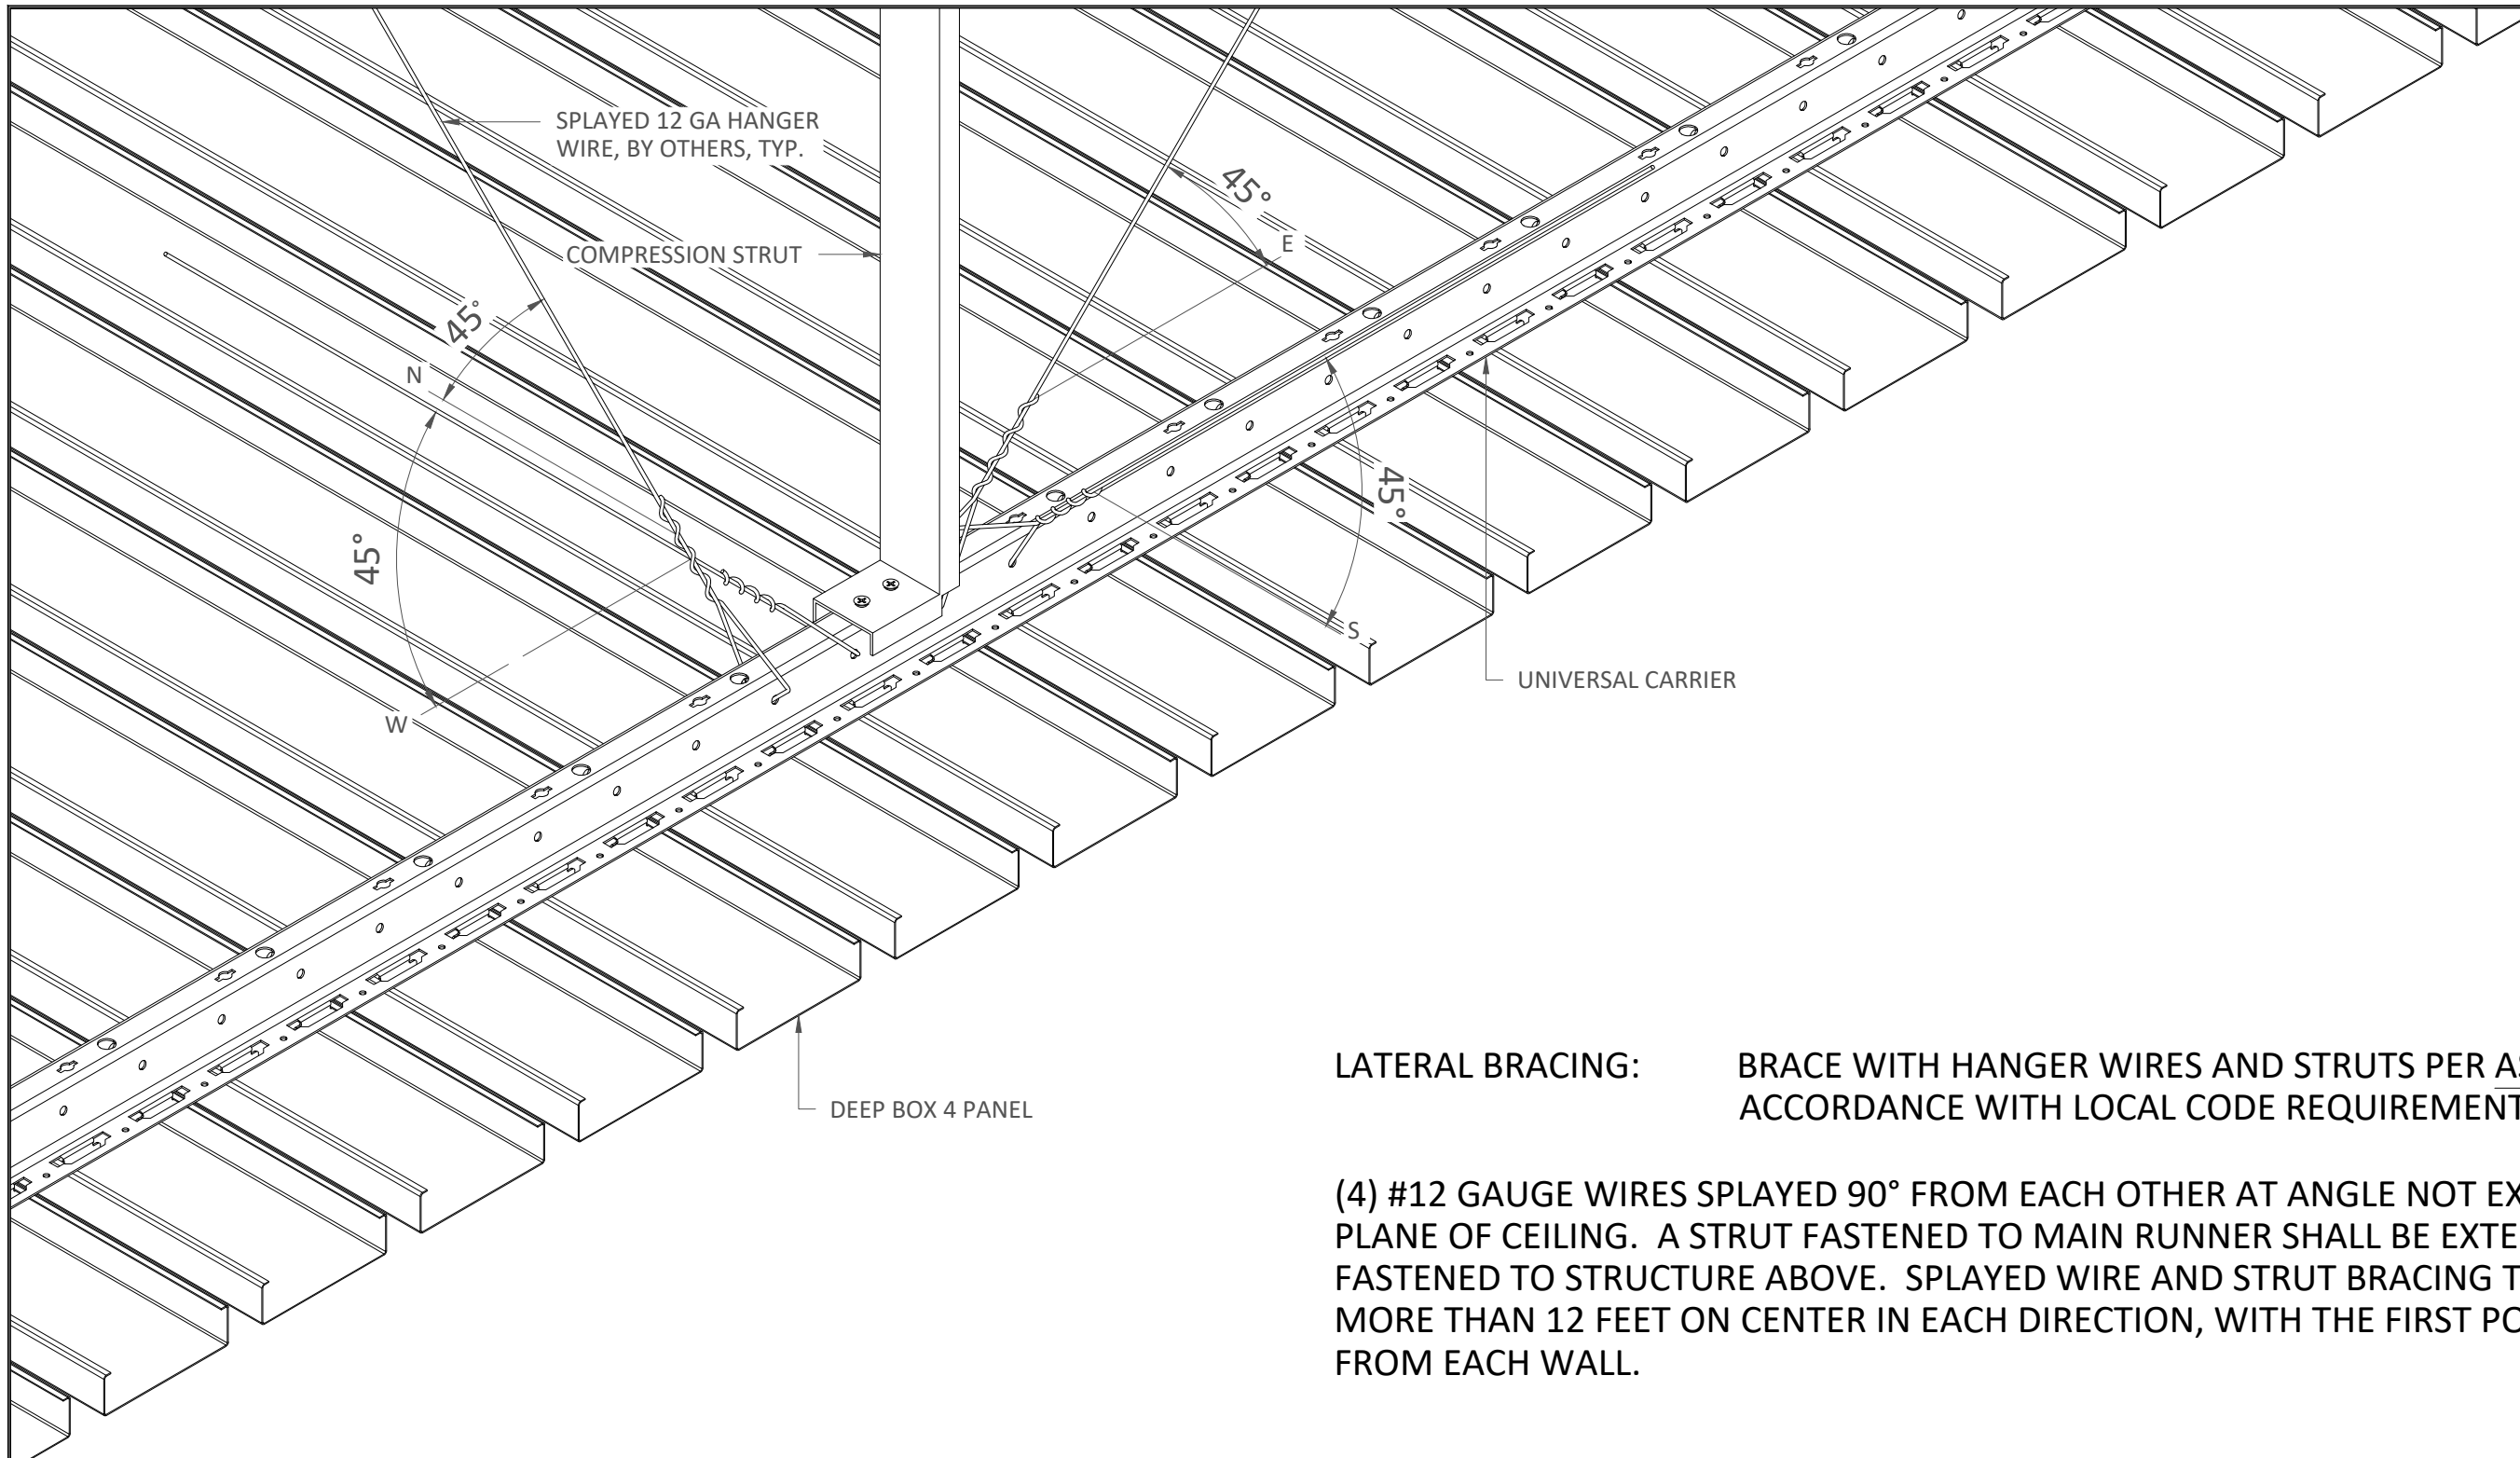 SPLAYED 12 GA HANGER
WIRE, BY OTHERS, TYP.
45°
COMPRESSION STRUT
E
45°
N
45°
45°
S
UNIVERSAL CARRIER
W
DEEP BOX 4 PANEL
LATERAL BRACING: BRACE WITH HANGER WIRES AND STRUTS PER
ACCORDANCE WITH LOCAL CODE REQUIREMENT
(4) #12 GAUGE WIRES SPLAYED 90° FROM EACH OTHER AT ANGLE NOT EX
PLANE OF CEILING. A STRUT FASTENED TO MAIN RUNNER SHALL BE EXTE
FASTENED TO STRUCTURE ABOVE. SPLAYED WIRE AND STRUT BRACING T
MORE THAN 12 FEET ON CENTER IN EACH DIRECTION, WITH THE FIRST PO
FROM EACH WALL.